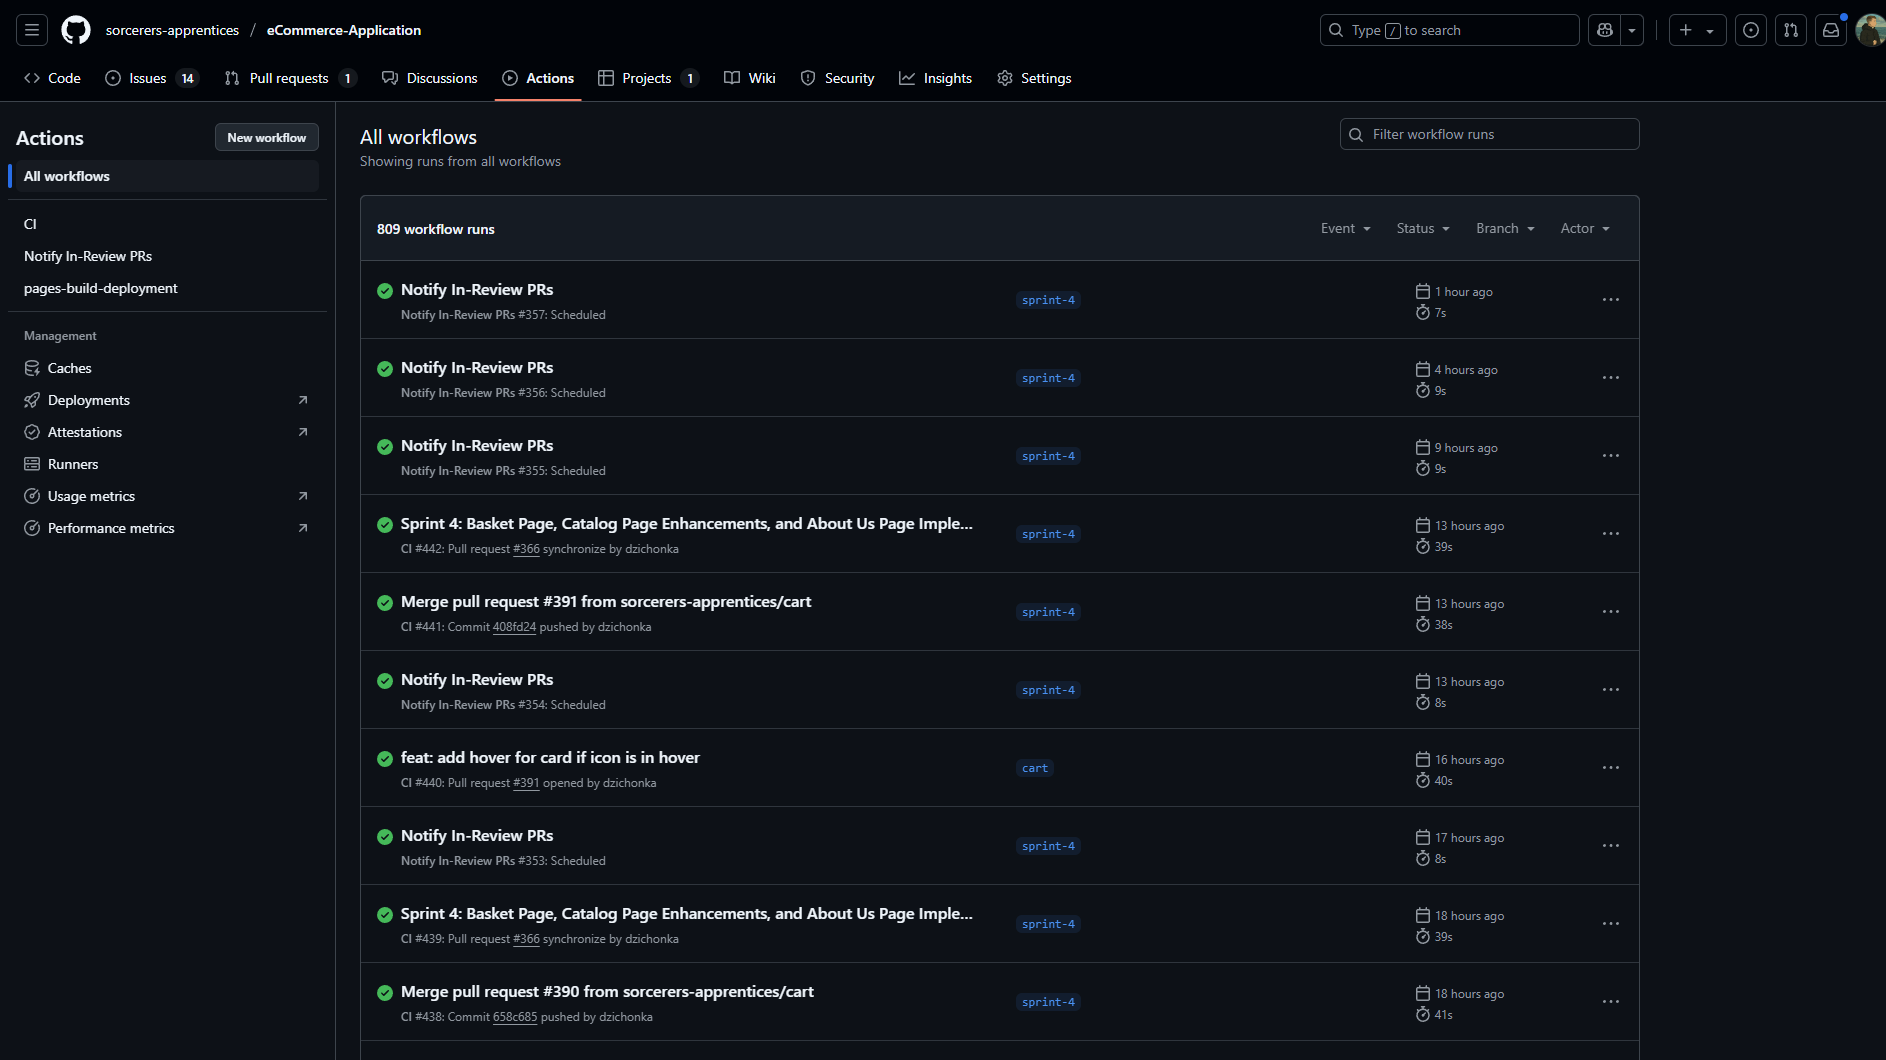 sorcerers-apprentices / eCommerce-Application
Type / to search
Code
Issues 14
Pull requests 1
Discussions
Actions
Projects 1
Wiki
Security
Insights
Settings
Actions
New workflow
All workflows
CI
Notify In-Review PRs
pages-build-deployment
Management
Caches
Deployments
Attestations
Runners
Usage metrics
Performance metrics
All workflows
Showing runs from all workflows
Filter workflow runs
809 workflow runs
Event
Status
Branch
Actor
Notify In-Review PRs
Notify In-Review PRs #357: Scheduled
sprint-4
1 hour ago
7s
Notify In-Review PRs
Notify In-Review PRs #356: Scheduled
sprint-4
4 hours ago
9s
Notify In-Review PRs
Notify In-Review PRs #355: Scheduled
sprint-4
9 hours ago
9s
Sprint 4: Basket Page, Catalog Page Enhancements, and About Us Page Imple...
CI #442: Pull request #366 synchronize by dzichonka
sprint-4
13 hours ago
39s
Merge pull request #391 from sorcerers-apprentices/cart
CI #441: Commit 408fd24 pushed by dzichonka
sprint-4
13 hours ago
38s
Notify In-Review PRs
Notify In-Review PRs #354: Scheduled
sprint-4
13 hours ago
8s
feat: add hover for card if icon is in hover
CI #440: Pull request #391 opened by dzichonka
cart
16 hours ago
40s
Notify In-Review PRs
Notify In-Review PRs #353: Scheduled
sprint-4
17 hours ago
8s
Sprint 4: Basket Page, Catalog Page Enhancements, and About Us Page Imple...
CI #439: Pull request #366 synchronize by dzichonka
sprint-4
18 hours ago
39s
Merge pull request #390 from sorcerers-apprentices/cart
CI #438: Commit 658c685 pushed by dzichonka
sprint-4
18 hours ago
41s